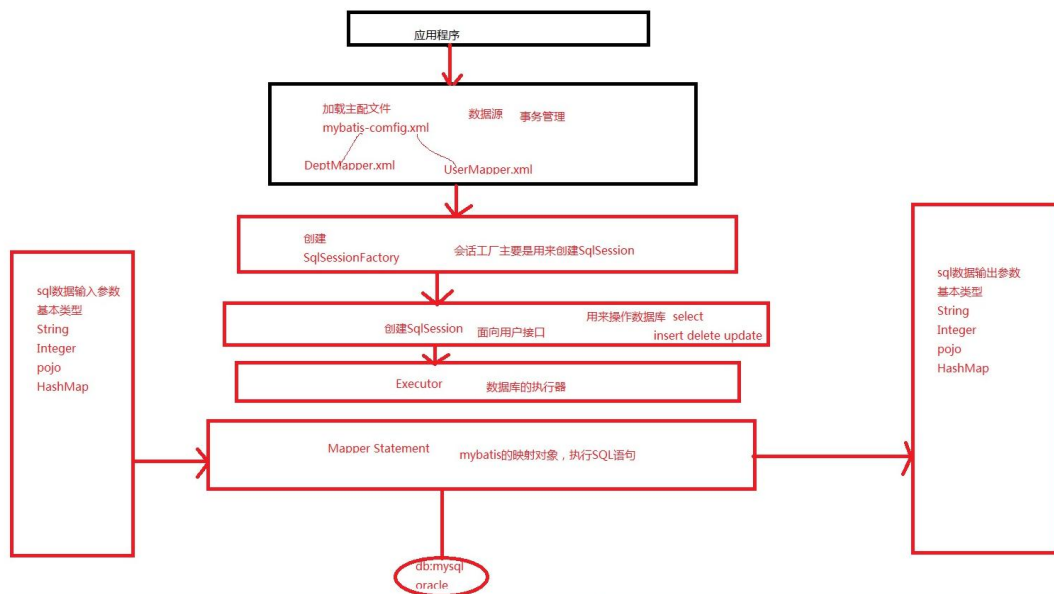 应用程序
加载主配文件
mybatis-comfig.xml
数据源 事务管理
DeptMapper.xml
UserMapper.xml
创建
SqlSessionFactory
会话工厂主要是用来创建SqlSession
创建SqlSession 面向用户接口
用来操作数据库 select
insert delete update
Executor 数据库的执行器
Mapper Statement
mybatis的映射对象，执行SQL语句
db:mysql
oracle
sql数据输入参数
基本类型
String
Integer
pojo
HashMap
sql数据输出参数
基本类型
String
Integer
pojo
HashMap